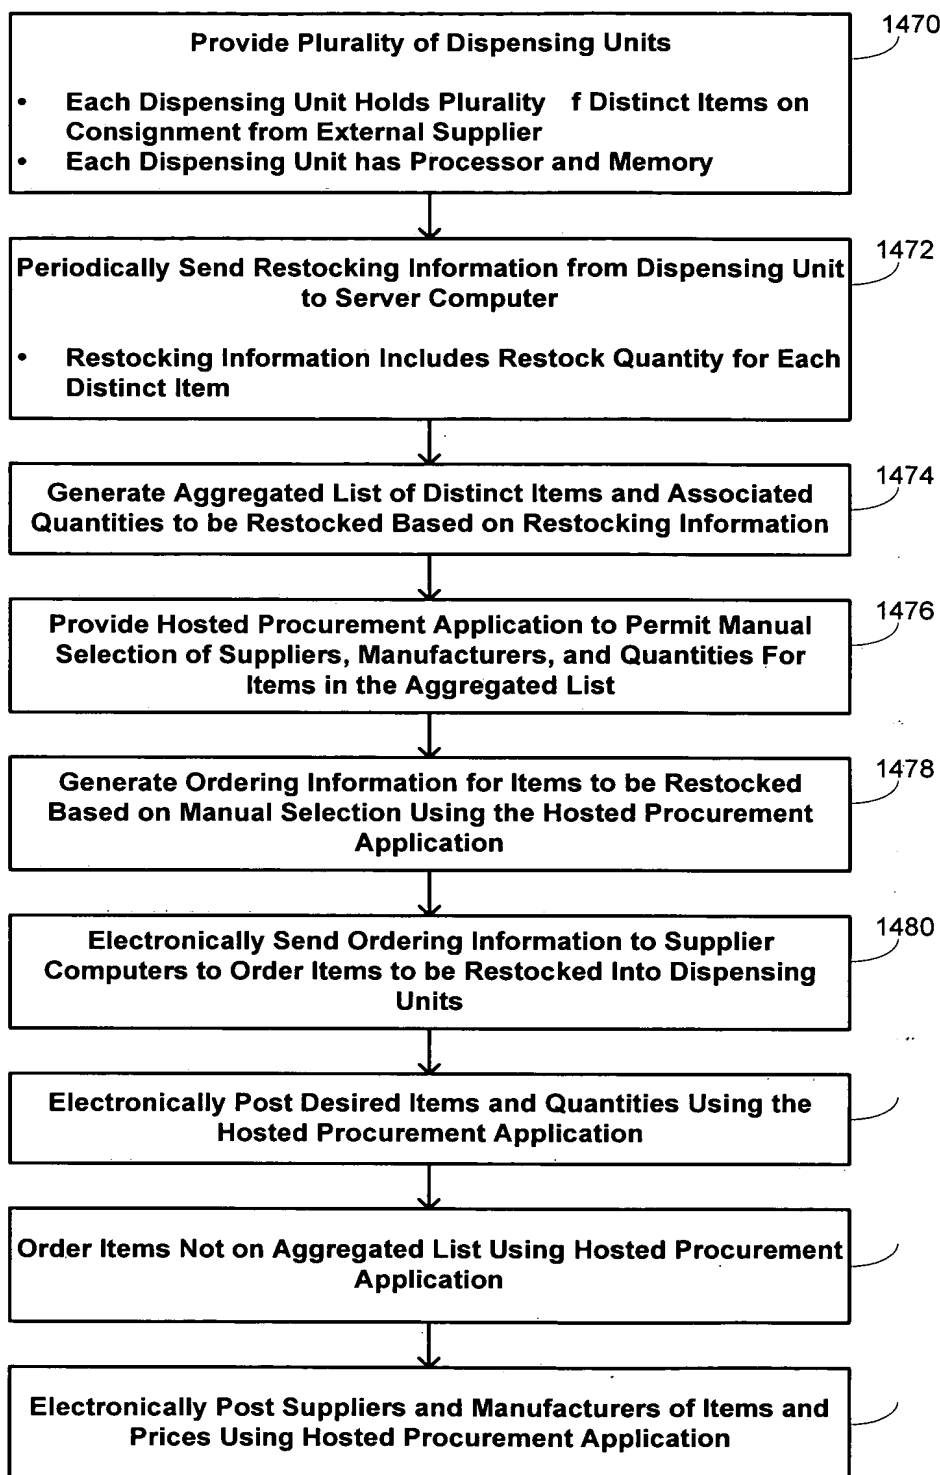 1470
Provide Plurality of Dispensing Units
• Each Dispensing Unit Holds Plurality f Distinct Items on
Consignment from External Supplier
• Each Dispensing Unit has Processor and Memory
1472
Periodically Send Restocking Information from Dispensing Unit
to Server Computer
• Restocking Information Includes Restock Quantity for Each
Distinct Item
1474
Generate Aggregated List of Distinct Items and Associated
Quantities to be Restocked Based on Restocking Information
1476
Provide Hosted Procurement Application to Permit Manual
Selection of Suppliers, Manufacturers, and Quantities For
Items in the Aggregated List
1478
Generate Ordering Information for Items to be Restocked
Based on Manual Selection Using the Hosted Procurement
Application
1480
Electronically Send Ordering Information to Supplier
Computers to Order Items to be Restocked Into Dispensing
Units
Electronically Post Desired Items and Quantities Using the
Hosted Procurement Application
Order Items Not on Aggregated List Using Hosted Procurement
Application
Electronically Post Suppliers and Manufacturers of Items and
Prices Using Hosted Procurement Application